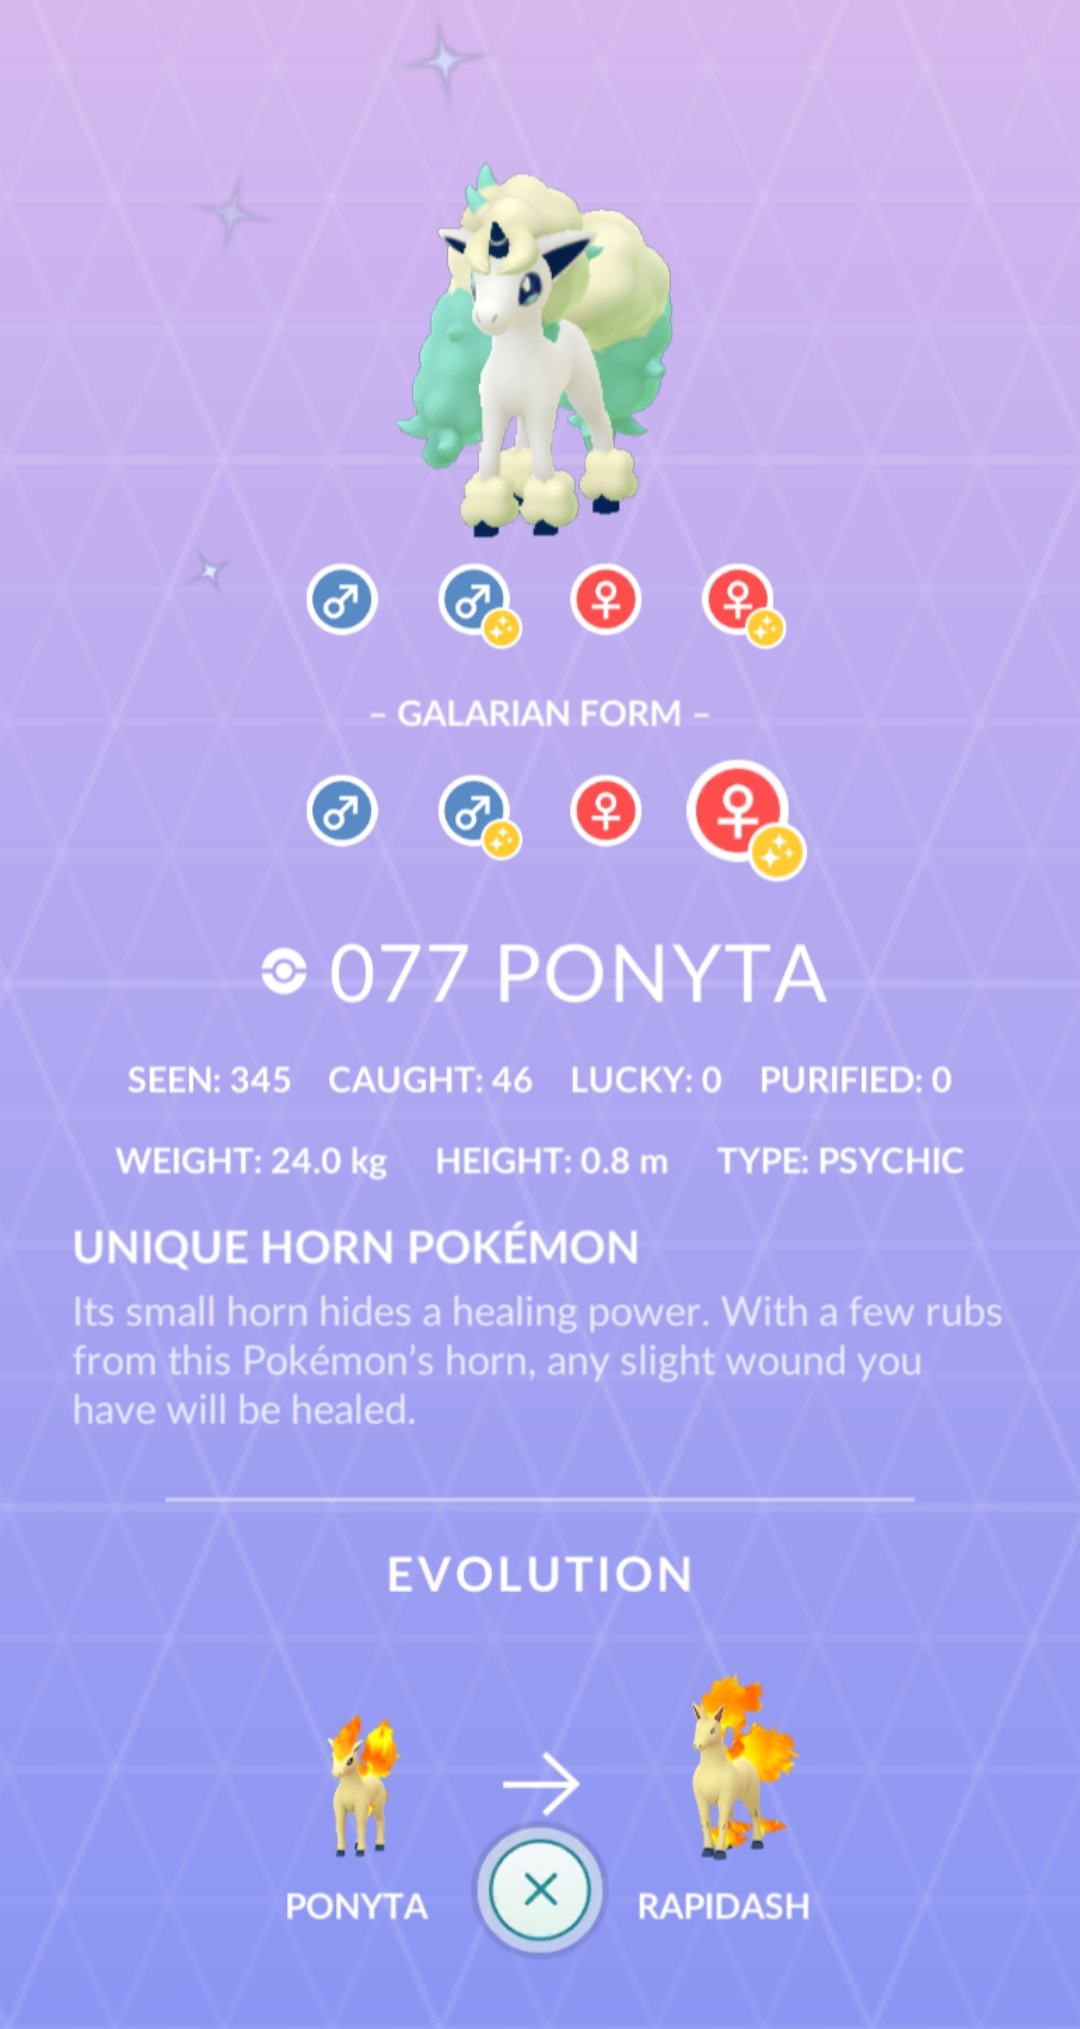 – GALARIAN FORM –
077 PONYTA
SEEN: 345 CAUGHT: 46 LUCKY: 0 PURIFIED: 0
WEIGHT: 24.0 kg HEIGHT: 0.8 m TYPE: PSYCHIC
UNIQUE HORN POKÉMON
Its small horn hides a healing power. With a few rubs
from this Pokémon’s horn, any slight wound you
have will be healed.
EVOLUTION
PONYTA RAPIDASH